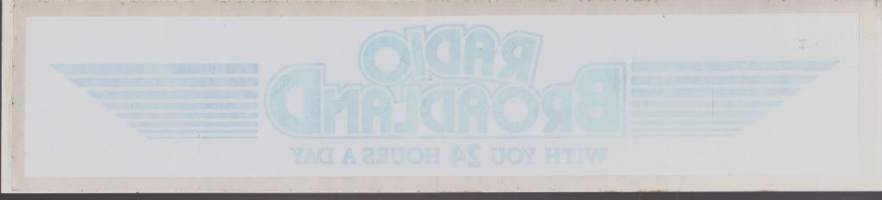 RADIO
BROADLAND
WITH YOU 24 HOURS A DAY